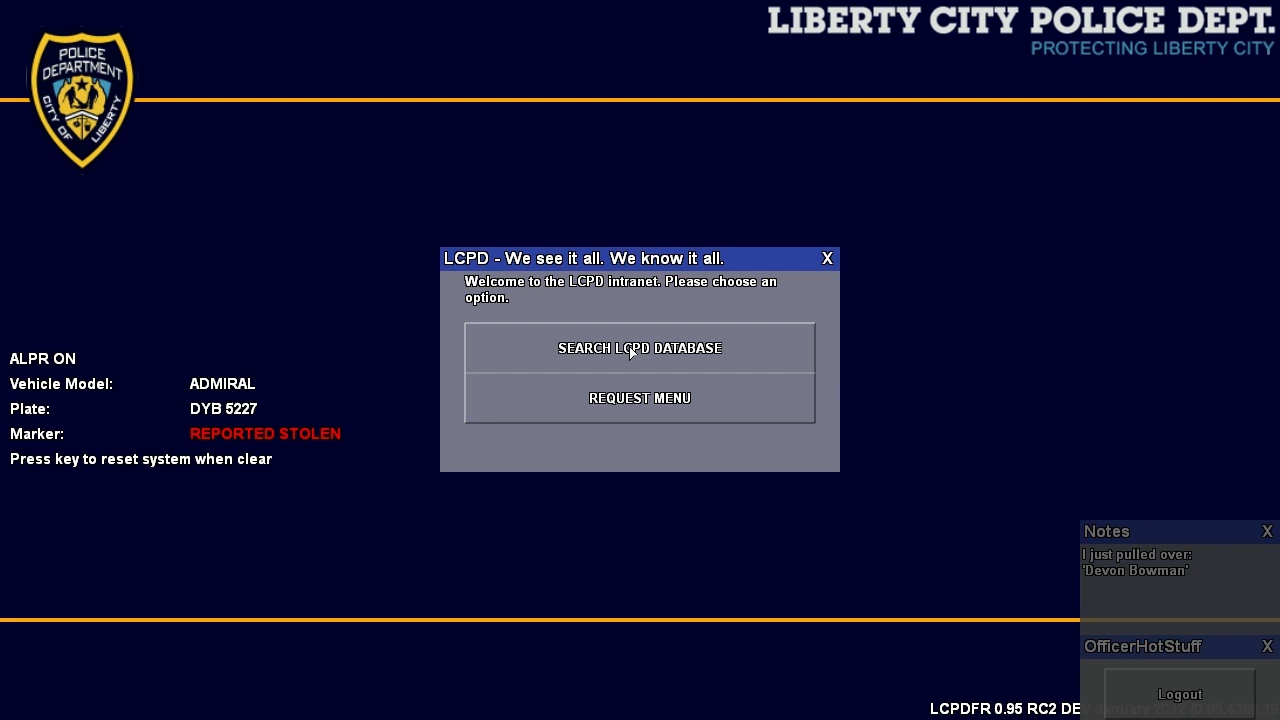 LIBERTY CITY POLICE DEPT.
PROTECTING LIBERTY CITY
POLICE
DEPARTMENT
CITY OF LIBERTY
LCPD - We see it all. We know it all. X
Welcome to the LCPD intranet. Please choose an
option.
SEARCH LCPD DATABASE
REQUEST MENU
ALPR ON
Vehicle Model: ADMIRAL
Plate: DYB 5227
Marker: REPORTED STOLEN
Press key to reset system when clear
Notes X
I just pulled over:
'Devon Bowman'
OfficerHotStuff X
Logout
LCPDFR 0.95 RC2 DE